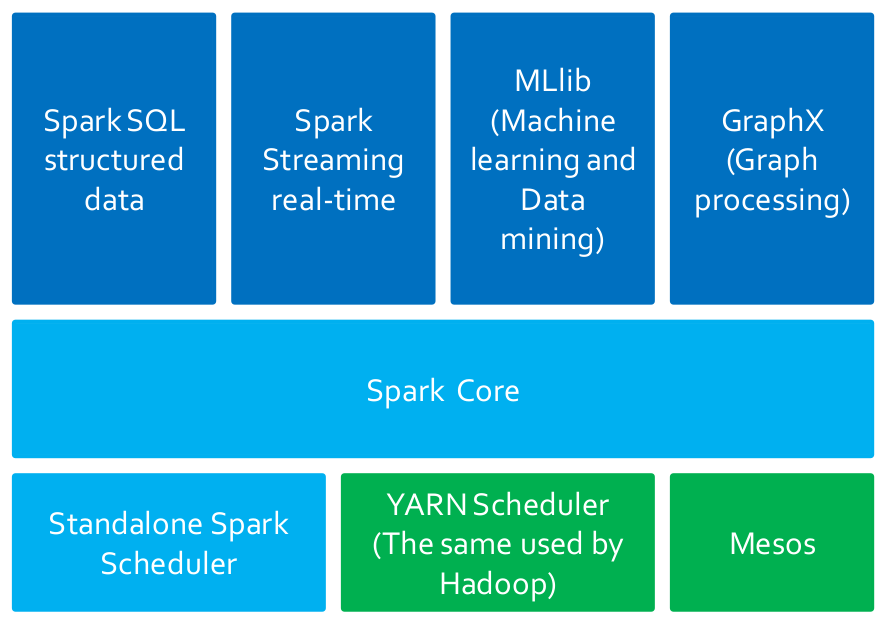 Spark SQL
structured
data
Spark
Streaming
real-time
MLlib
(Machine
learning and
Data
mining)
GraphX
(Graph
processing)
Spark Core
Standalone Spark
Scheduler
YARN Scheduler
(The same used by
Hadoop)
Mesos